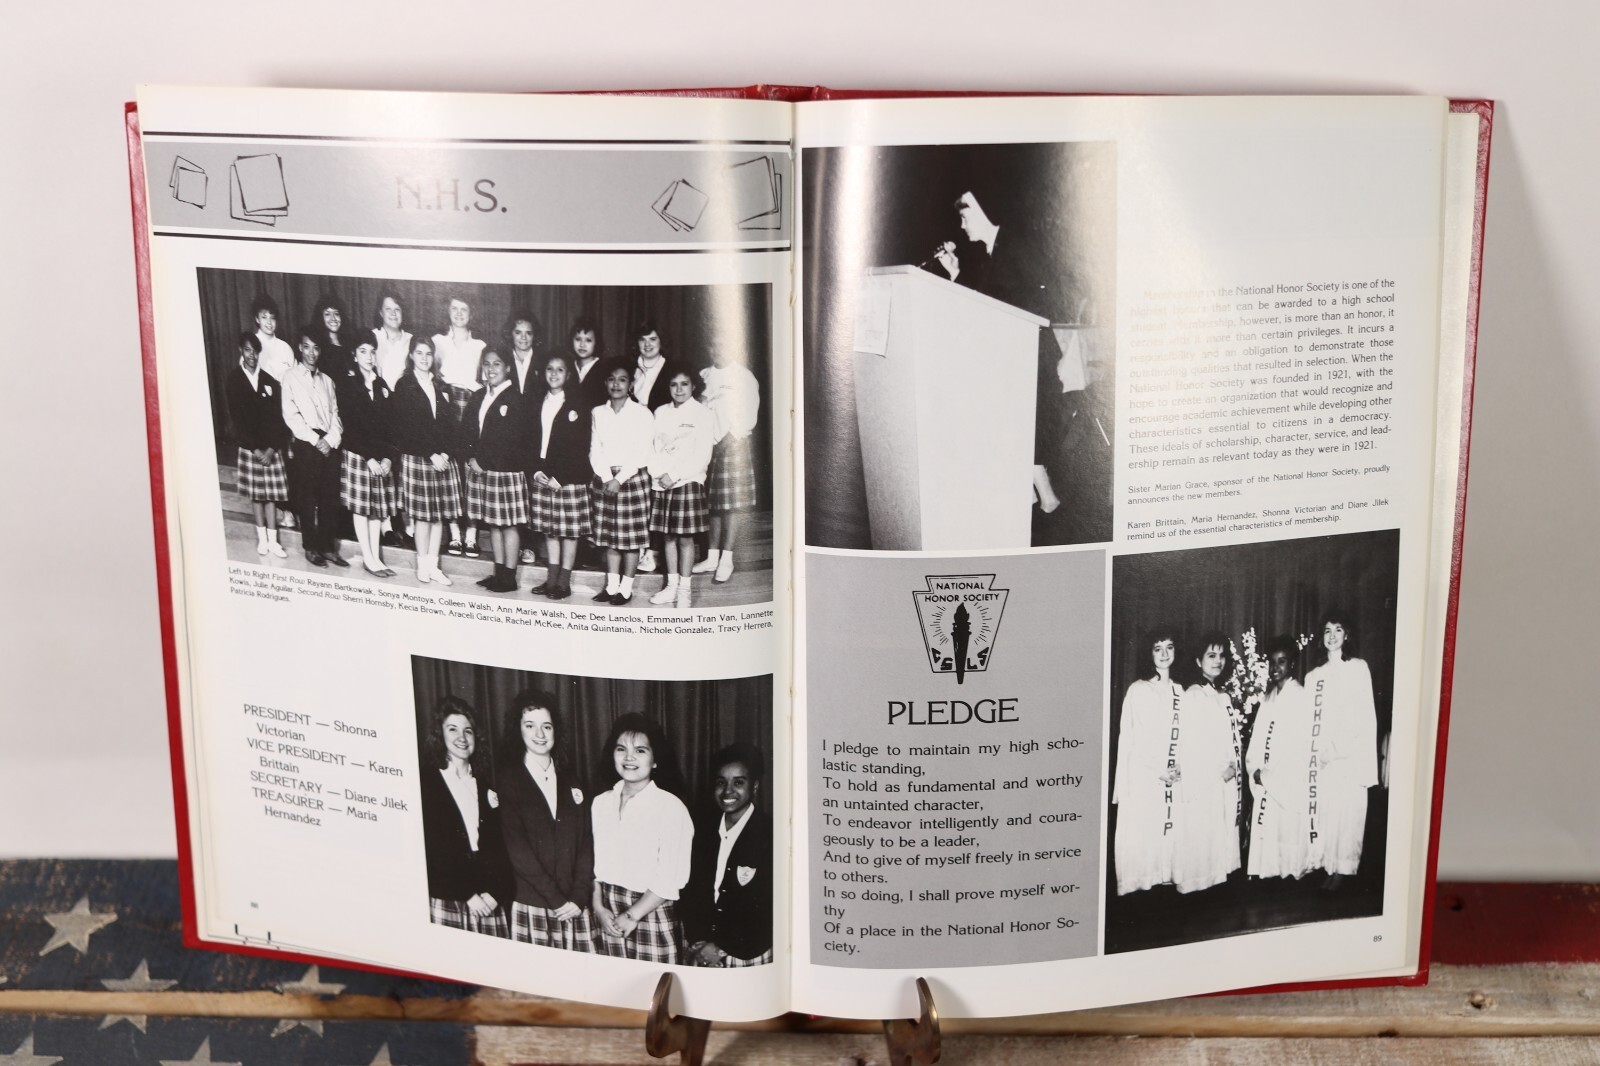 N.H.S.
Left to Right First Row Rayann Bartkowiak, Sonya Montoya, Colleen Walsh, Ann Marie Walsh, Dee Dee Lanclos, Emmanuel Tran Van, Lannette
Kowis, Julie Aguilar. Second Row Sherri Hornsby, Kecia Brown, Araceli Garcia, Rachel McKee, Anita Quintania,. Nichole Gonzalez, Tracy Herrera,
Patricia Rodrigues.
PRESIDENT — Shonna
Victorian
VICE PRESIDENT — Karen
Brittain
SECRETARY — Diane Jilek
TREASURER — Maria
Hernandez
in the National Honor Society is one of the
highest honors that can be awarded to a high school
however, is more than an honor, it
more than certain privileges. It incurs a
responsibility and an obligation to demonstrate those
outstanding qualities that resulted in selection. When the
National Honor Society was founded in 1921, with the
hope to create an organization that would recognize and
encourage academic achievement while developing other
characteristics essential to citizens in a democracy.
These ideals of scholarship, character, service, and lead-
ership remain as relevant today as they were in 1921.
Sister Marian Grace, sponsor of the National Honor Society, proudly
announces the new members.
Karen Brittain, Maria Hernandez, Shonna Victorian and Diane Jilek
remind us of the essential characteristics of membership.
NATIONAL
HONOR SOCIETY
C S L S
PLEDGE
I pledge to maintain my high scho-
lastic standing,
To hold as fundamental and worthy
an untainted character,
To endeavor intelligently and coura-
geously to be a leader,
And to give of myself freely in service
to others.
In so doing, I shall prove myself wor-
thy
Of a place in the National Honor So-
ciety.
LEADERSHIP
CHARACTER
SERVICE
SCHOLARSHIP
89